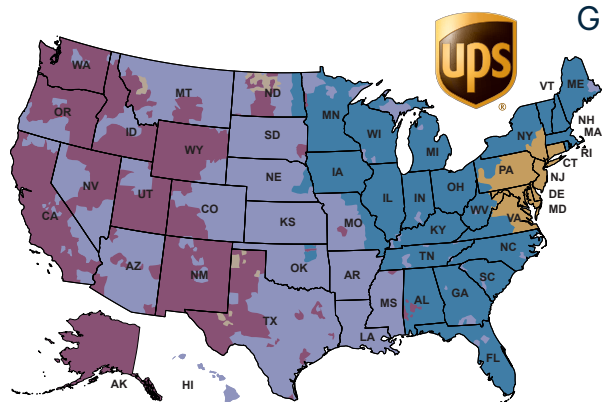 G
ups
®
WA
MT
ND
MN
VT
ME
OR
ID
SD
WI
MI
NY
NH
MA
WY
IA
PA
CT
RI
NV
UT
NE
IL
IN
OH
NJ
CA
CO
KS
MO
KY
WV
VA
DE
MD
AZ
NM
OK
AR
TN
NC
TX
LA
MS
AL
GA
SC
FL
AK
HI